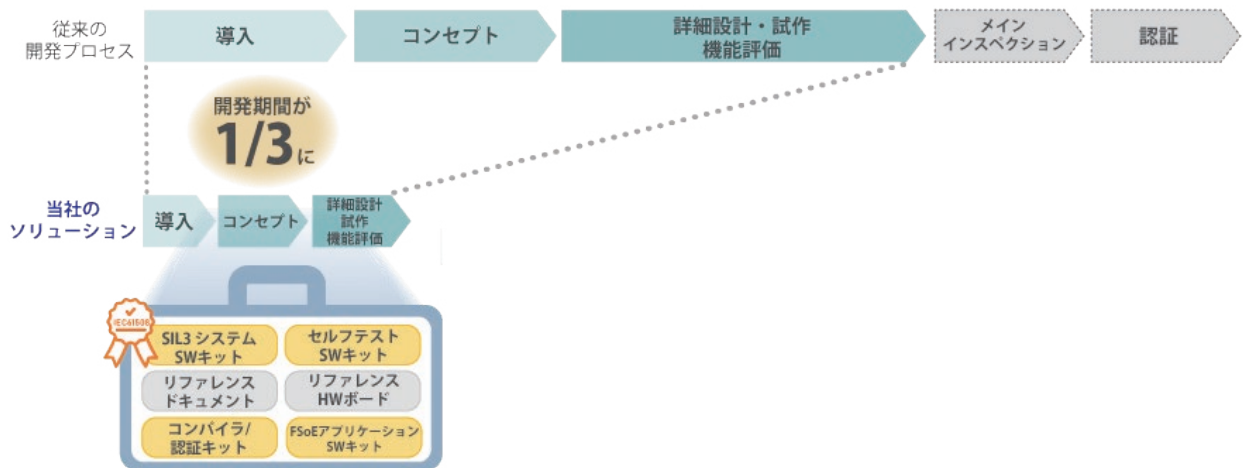 従来の
開発プロセス
導入
コンセプト
詳細設計・試作
機能評価
メイン
インスペクション
認証
開発期間が
1/3に
当社の
ソリューション
導入
コンセプト
詳細設計
試作
機能評価
IEC61508
SIL3 システム
SWキット
セルフテスト
SWキット
リファレンス
ドキュメント
リファレンス
HWボード
コンパイラ/
認証キット
FSoEアプリケーション
SWキット